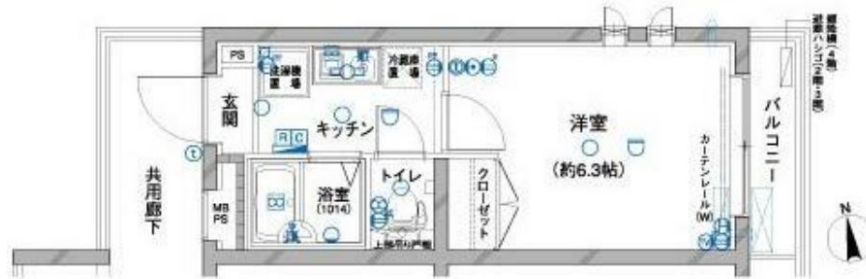 PS
洗濯機
置場
冷蔵庫
置場
玄関
キッチン
RC
洋室
(約6.3帖)
カーテンレール(W)
バルコニー
避難ハシゴ(2階・3階)
共用廊下
MB
PS
浴室
(1014)
トイレ
クローゼット
N
t